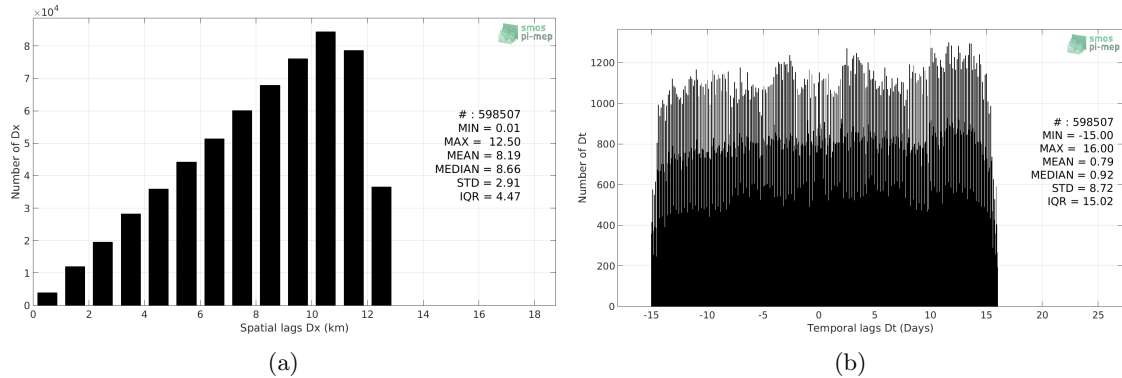 ×10⁴
smos
pi-mep
8
7
6
5
4
3
2
1
0
Number of Dx
# : 598507
MIN = 0.01
MAX = 12.50
MEAN = 8.19
MEDIAN = 8.66
STD = 2.91
IQR = 4.47
0 2 4 6 8 10 12 14 16 18
Spatial lags Dx (km)
(a)
smos
pi-mep
1200
1000
800
600
400
200
0
Number of Dt
# : 598507
MIN = -15.00
MAX = 16.00
MEAN = 0.79
MEDIAN = 0.92
STD = 8.72
IQR = 15.02
-15 -10 -5 0 5 10 15 20 25
Temporal lags Dt (Days)
(b)